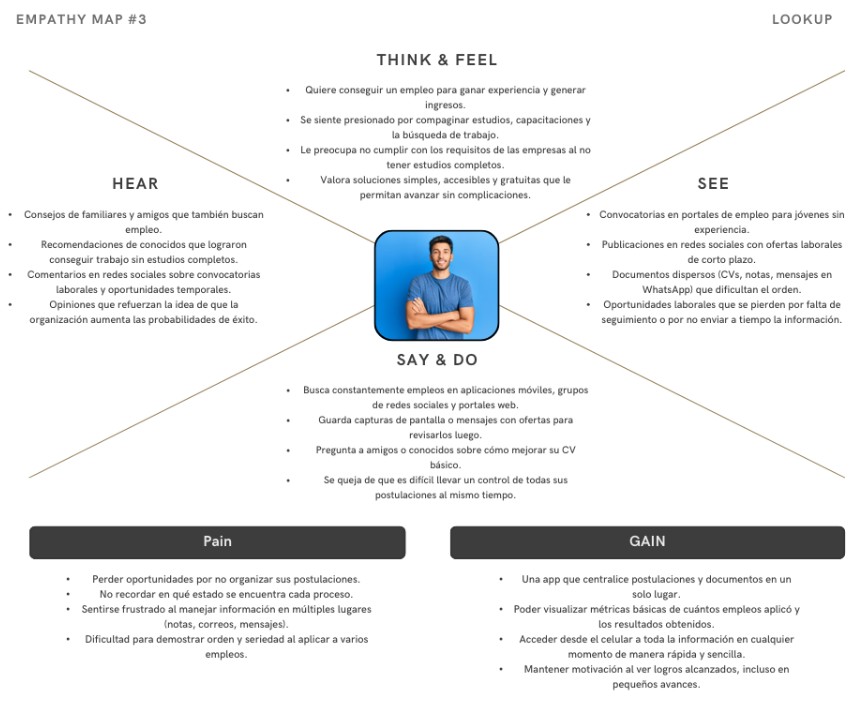 EMPATHY MAP #3
LOOKUP
THINK & FEEL
• Quiere conseguir un empleo para ganar experiencia y generar
ingresos.
• Se siente presionado por compaginar estudios, capacitaciones y
la búsqueda de trabajo.
• Le preocupa no cumplir con los requisitos de las empresas al no
tener estudios completos.
• Valora soluciones simples, accesibles y gratuitas que le
permitan avanzar sin complicaciones.
HEAR
• Consejos de familiares y amigos que también buscan
empleo.
• Recomendaciones de conocidos que lograron
conseguir trabajo sin estudios completos.
• Comentarios en redes sociales sobre convocatorias
laborales y oportunidades temporales.
• Opiniones que refuerzan la idea de que la
organización aumenta las probabilidades de éxito.
SEE
• Convocatorias en portales de empleo para jóvenes sin
experiencia.
• Publicaciones en redes sociales con ofertas laborales
de corto plazo.
• Documentos dispersos (CVs, notas, mensajes en
WhatsApp) que dificultan el orden.
• Oportunidades laborales que se pierden por falta de
seguimiento o por no enviar a tiempo la información.
SAY & DO
• Busca constantemente empleos en aplicaciones móviles, grupos
de redes sociales y portales web.
• Guarda capturas de pantalla o mensajes con ofertas para
revisarlos luego.
• Pregunta a amigos o conocidos sobre cómo mejorar su CV
básico.
• Se queja de que es difícil llevar un control de todas sus
postulaciones al mismo tiempo.
Pain
• Perder oportunidades por no organizar sus postulaciones.
• No recordar en qué estado se encuentra cada proceso.
• Sentirse frustrado al manejar información en múltiples lugares
(notas, correos, mensajes).
• Dificultad para demostrar orden y seriedad al aplicar a varios
empleos.
GAIN
• Una app que centralice postulaciones y documentos en un
solo lugar.
• Poder visualizar métricas básicas de cuántos empleos aplicó y
los resultados obtenidos.
• Acceder desde el celular a toda la información en cualquier
momento de manera rápida y sencilla.
• Mantener motivación al ver logros alcanzados, incluso en
pequeños avances.